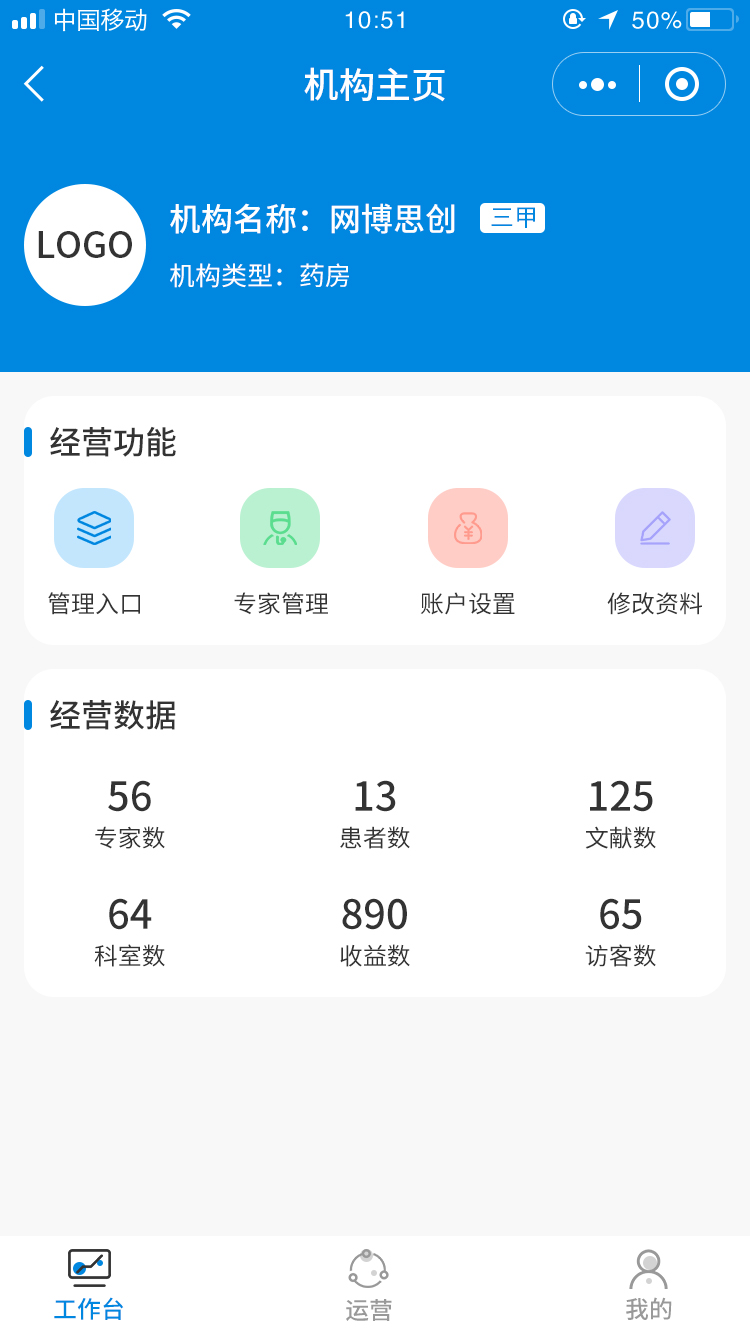 中国移动 10:51 50%
机构主页
LOGO
机构名称：网博思创 三甲
机构类型：药房
经营功能
管理入口 专家管理 账户设置 修改资料
经营数据
56 13 125
专家数 患者数 文献数
64 890 65
科室数 收益数 访客数
工作台 运营 我的